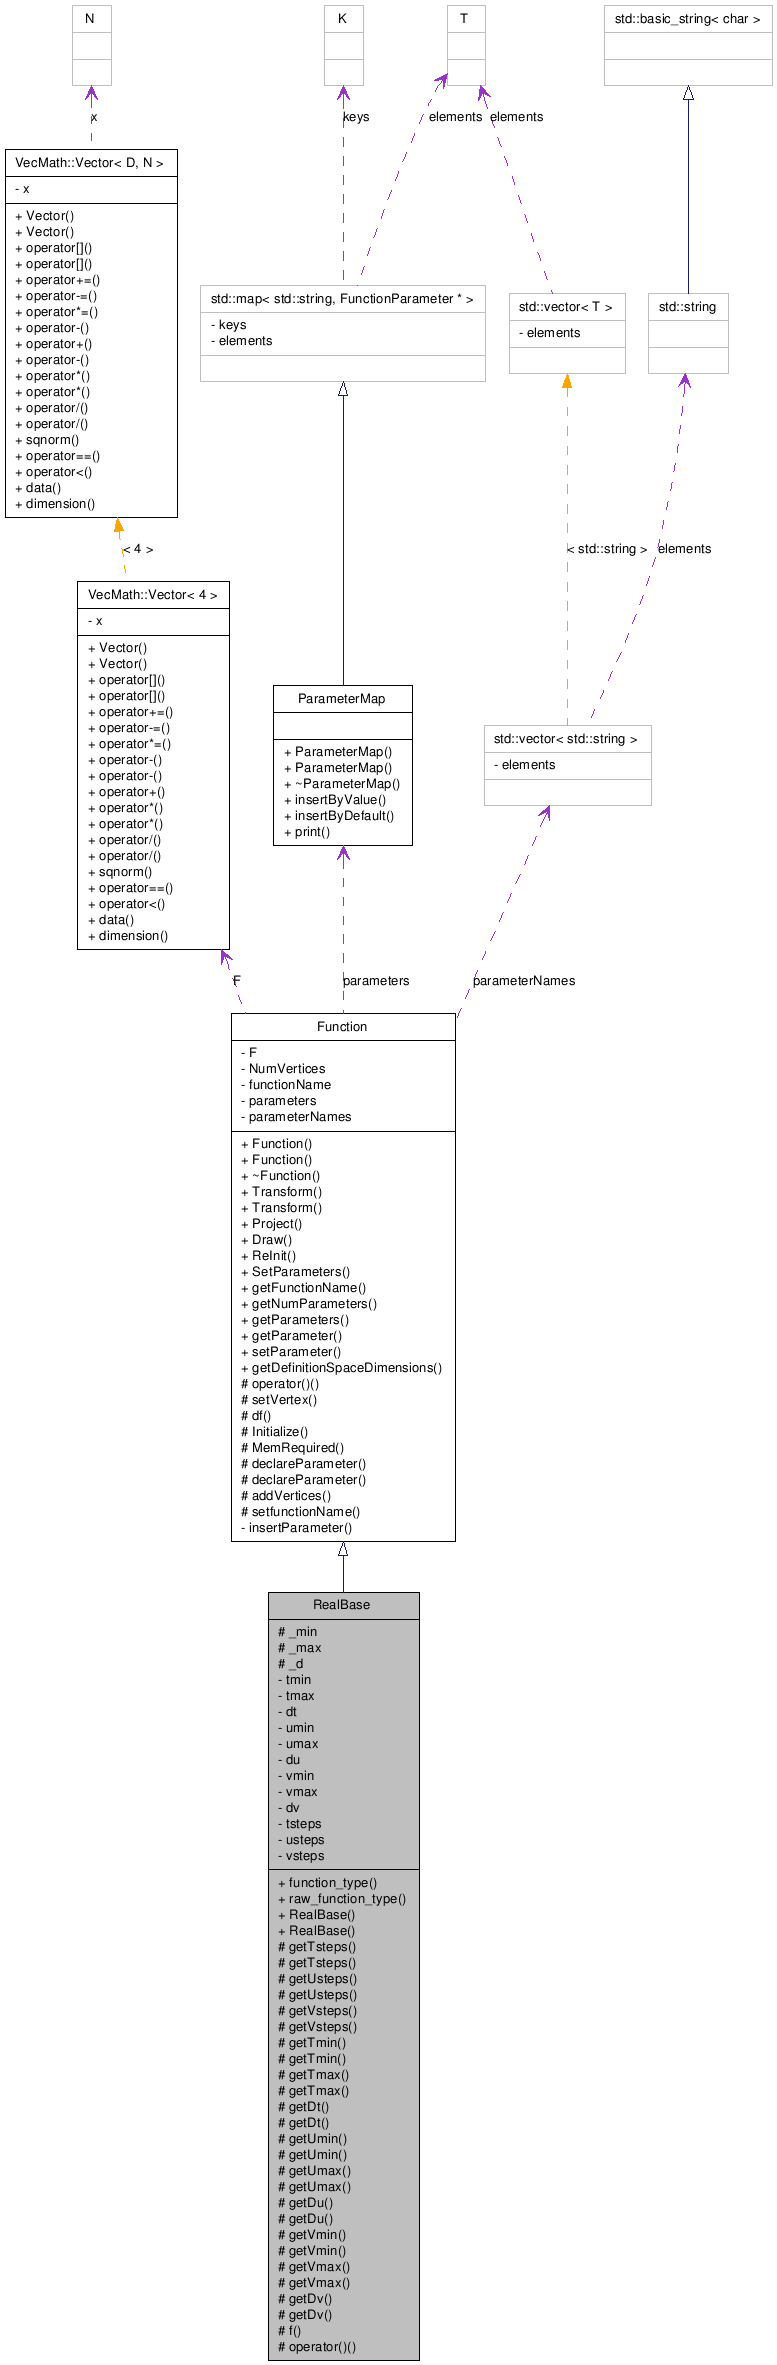 N
K
T
std::basic_string< char >
x
keys
elements
elements
VecMath::Vector< D, N >
- x
+ Vector()
+ Vector()
+ operator[]()
+ operator[]()
+ operator+=()
+ operator-=()
+ operator*=()
+ operator-()
+ operator+()
+ operator-()
+ operator*()
+ operator*()
+ operator/()
+ operator/()
+ sqnorm()
+ operator==()
+ operator<()
+ data()
+ dimension()
std::map< std::string, FunctionParameter * >
- keys
- elements
std::vector< T >
- elements
std::string
< 4 >
< std::string >
elements
VecMath::Vector< 4 >
- x
+ Vector()
+ Vector()
+ operator[]()
+ operator[]()
+ operator+=()
+ operator-=()
+ operator*=()
+ operator-()
+ operator-()
+ operator+()
+ operator*()
+ operator*()
+ operator/()
+ operator/()
+ sqnorm()
+ operator==()
+ operator<()
+ data()
+ dimension()
ParameterMap
+ ParameterMap()
+ ParameterMap()
+ ~ParameterMap()
+ insertByValue()
+ insertByDefault()
+ print()
std::vector< std::string >
- elements
F
parameters
parameterNames
Function
- F
- NumVertices
- functionName
- parameters
- parameterNames
+ Function()
+ Function()
+ ~Function()
+ Transform()
+ Transform()
+ Project()
+ Draw()
+ ReInit()
+ SetParameters()
+ getFunctionName()
+ getNumParameters()
+ getParameters()
+ getParameter()
+ setParameter()
+ getDefinitionSpaceDimensions()
# operator()()
# setVertex()
# df()
# Initialize()
# MemRequired()
# declareParameter()
# declareParameter()
# addVertices()
# setfunctionName()
- insertParameter()
RealBase
# _min
# _max
# _d
- tmin
- tmax
- dt
- umin
- umax
- du
- vmin
- vmax
- dv
- tsteps
- usteps
- vsteps
+ function_type()
+ raw_function_type()
+ RealBase()
+ RealBase()
# getTsteps()
# getTsteps()
# getUsteps()
# getUsteps()
# getVsteps()
# getVsteps()
# getTmin()
# getTmin()
# getTmax()
# getTmax()
# getDt()
# getDt()
# getUmin()
# getUmin()
# getUmax()
# getUmax()
# getDu()
# getDu()
# getVmin()
# getVmin()
# getVmax()
# getVmax()
# getDv()
# getDv()
# f()
# operator()()